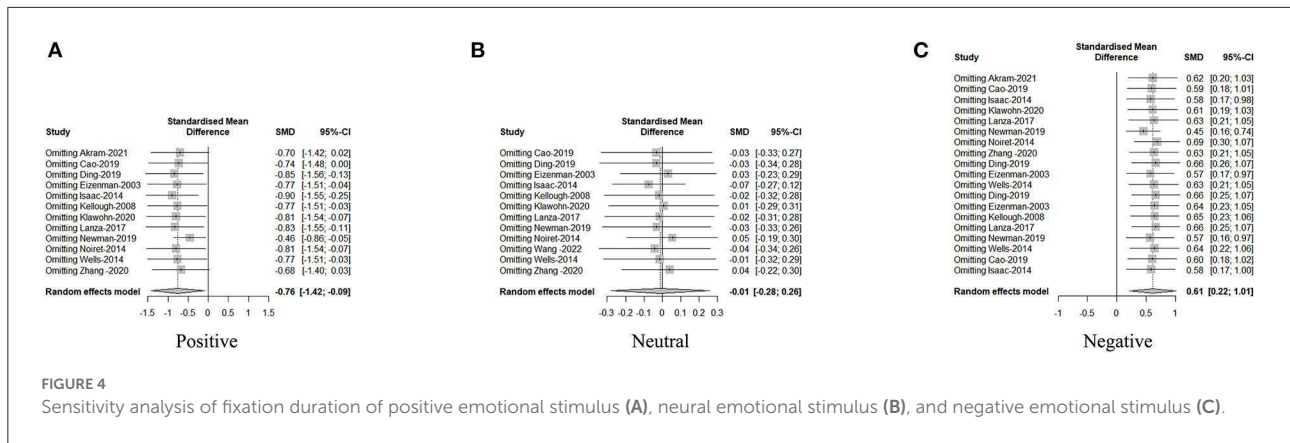 A
Standardised Mean
Study Difference SMD 95%-CI
Omitting Akram-2021 -0.70 [-1.42; 0.02]
Omitting Cao-2019 -0.74 [-1.48; 0.00]
Omitting Ding-2019 -0.85 [-1.56; -0.13]
Omitting Eizenman-2003 -0.77 [-1.51; -0.04]
Omitting Isaac-2014 -0.90 [-1.55; -0.25]
Omitting Kellough-2008 -0.77 [-1.51; -0.03]
Omitting Klawohn-2020 -0.81 [-1.54; -0.07]
Omitting Lanza-2017 -0.83 [-1.55; -0.11]
Omitting Newman-2019 -0.46 [-0.86; -0.05]
Omitting Noiret-2014 -0.81 [-1.54; -0.07]
Omitting Wells-2014 -0.77 [-1.51; -0.03]
Omitting Zhang -2020 -0.68 [-1.40; 0.03]
Random effects model -0.76 [-1.42; -0.09]
-1.5 -1 -0.5 0 0.5 1 1.5
Positive
B
Standardised Mean
Study Difference SMD 95%-CI
Omitting Cao-2019 -0.03 [-0.33; 0.27]
Omitting Ding-2019 -0.03 [-0.34; 0.28]
Omitting Eizenman-2003 0.03 [-0.23; 0.29]
Omitting Isaac-2014 -0.07 [-0.27; 0.12]
Omitting Kellough-2008 -0.02 [-0.34; 0.29]
Omitting Klawohn-2020 0.01 [-0.29; 0.31]
Omitting Lanza-2017 -0.02 [-0.31; 0.28]
Omitting Newman-2019 -0.03 [-0.33; 0.26]
Omitting Noiret-2014 0.05 [-0.19; 0.30]
Omitting Wang -2022 -0.04 [-0.34; 0.26]
Omitting Wells-2014 -0.01 [-0.32; 0.29]
Omitting Zhang -2020 0.04 [-0.22; 0.30]
Random effects model -0.01 [-0.28; 0.26]
-0.3 -0.2 -0.1 0 0.1 0.2 0.3
Neutral
C
Standardised Mean
Study Difference SMD 95%-CI
Omitting Akram-2021 0.62 [0.20; 1.03]
Omitting Cao-2019 0.59 [0.18; 1.01]
Omitting Isaac-2014 0.58 [0.17; 0.98]
Omitting Klawohn-2020 0.61 [0.19; 1.03]
Omitting Lanza-2017 0.63 [0.21; 1.05]
Omitting Newman-2019 0.45 [0.16; 0.74]
Omitting Noiret-2014 0.69 [0.30; 1.07]
Omitting Zhang -2020 0.63 [0.21; 1.05]
Omitting Ding-2019 0.66 [0.26; 1.07]
Omitting Eizenman-2003 0.57 [0.17; 0.97]
Omitting Wells-2014 0.63 [0.21; 1.05]
Omitting Ding-2019 0.66 [0.25; 1.07]
Omitting Eizenman-2003 0.64 [0.23; 1.05]
Omitting Kellough-2008 0.65 [0.23; 1.06]
Omitting Lanza-2017 0.66 [0.25; 1.07]
Omitting Newman-2019 0.57 [0.16; 0.97]
Omitting Wells-2014 0.64 [0.22; 1.06]
Omitting Cao-2019 0.60 [0.18; 1.02]
Omitting Isaac-2014 0.58 [0.17; 1.00]
Random effects model 0.61 [0.22; 1.01]
-1 -0.5 0 0.5 1
Negative
FIGURE 4
Sensitivity analysis of fixation duration of positive emotional stimulus (A), neural emotional stimulus (B), and negative emotional stimulus (C).